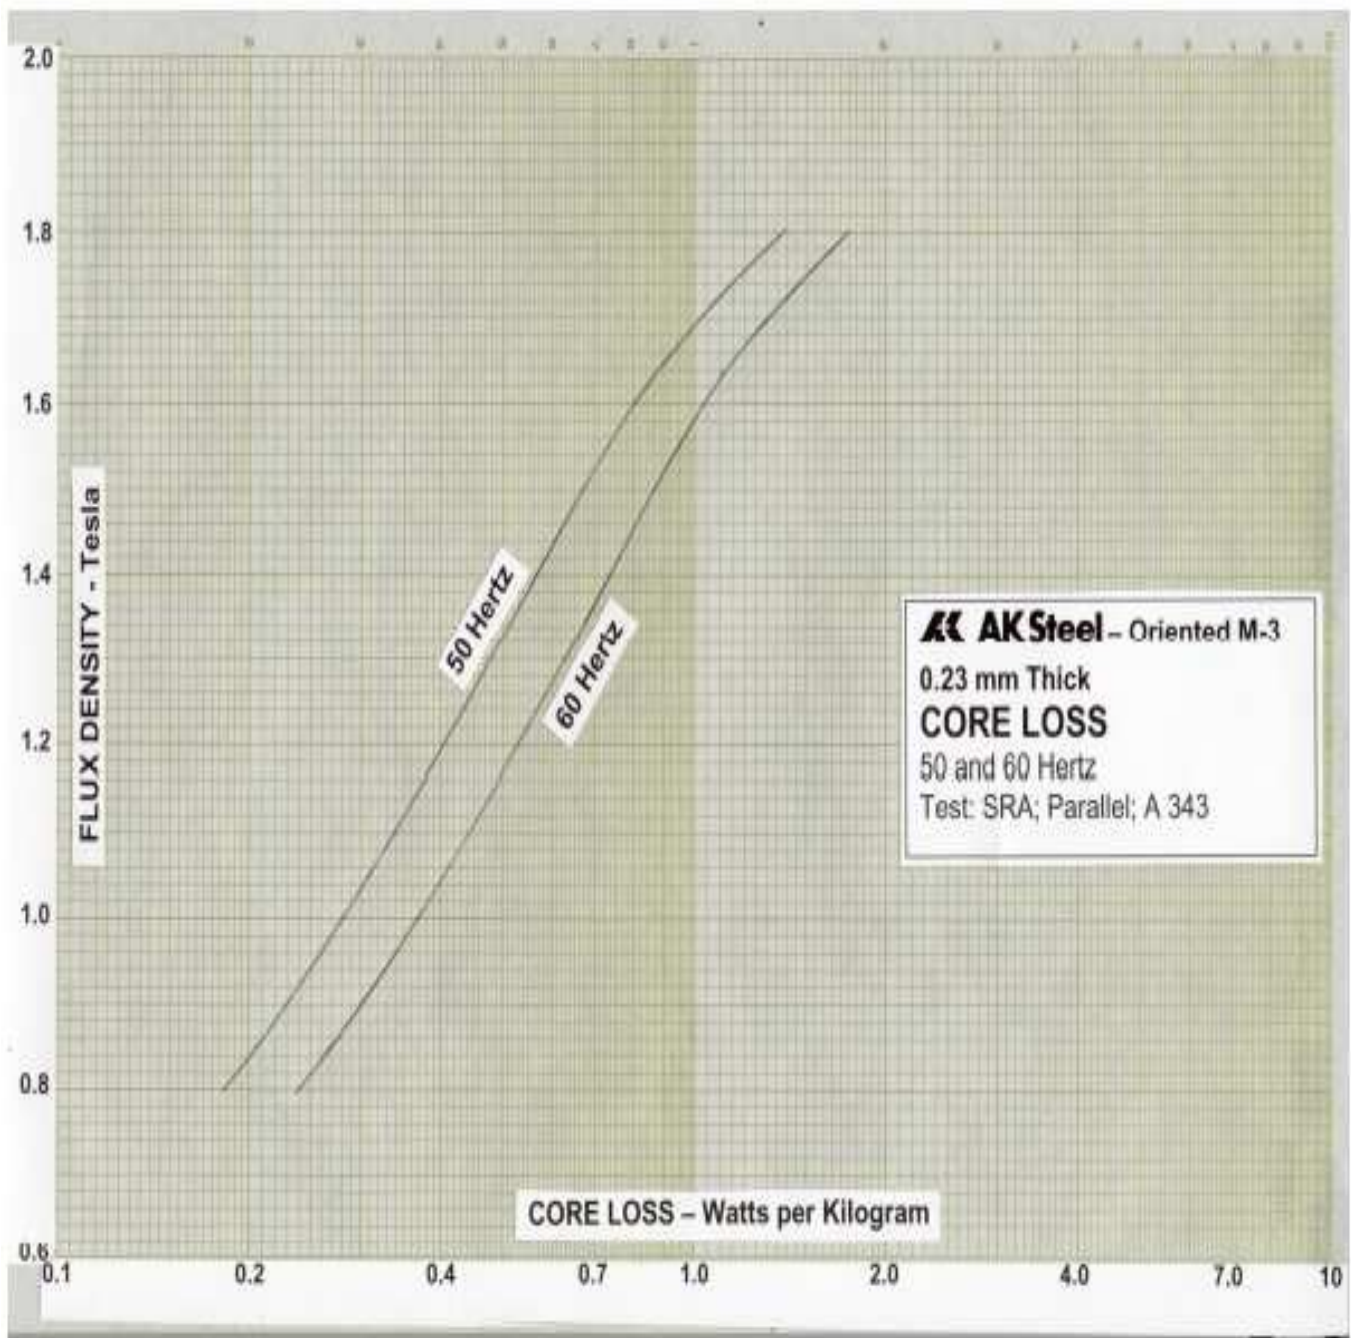 2.0
1.8
1.6
1.4
1.2
1.0
0.8
0.6
FLUX DENSITY - Tesla
50 Hertz
60 Hertz
AK Steel – Oriented M-3
0.23 mm Thick
CORE LOSS
50 and 60 Hertz
Test: SRA; Parallel; A 343
CORE LOSS – Watts per Kilogram
0.1 0.2 0.4 0.7 1.0 2.0 4.0 7.0 10